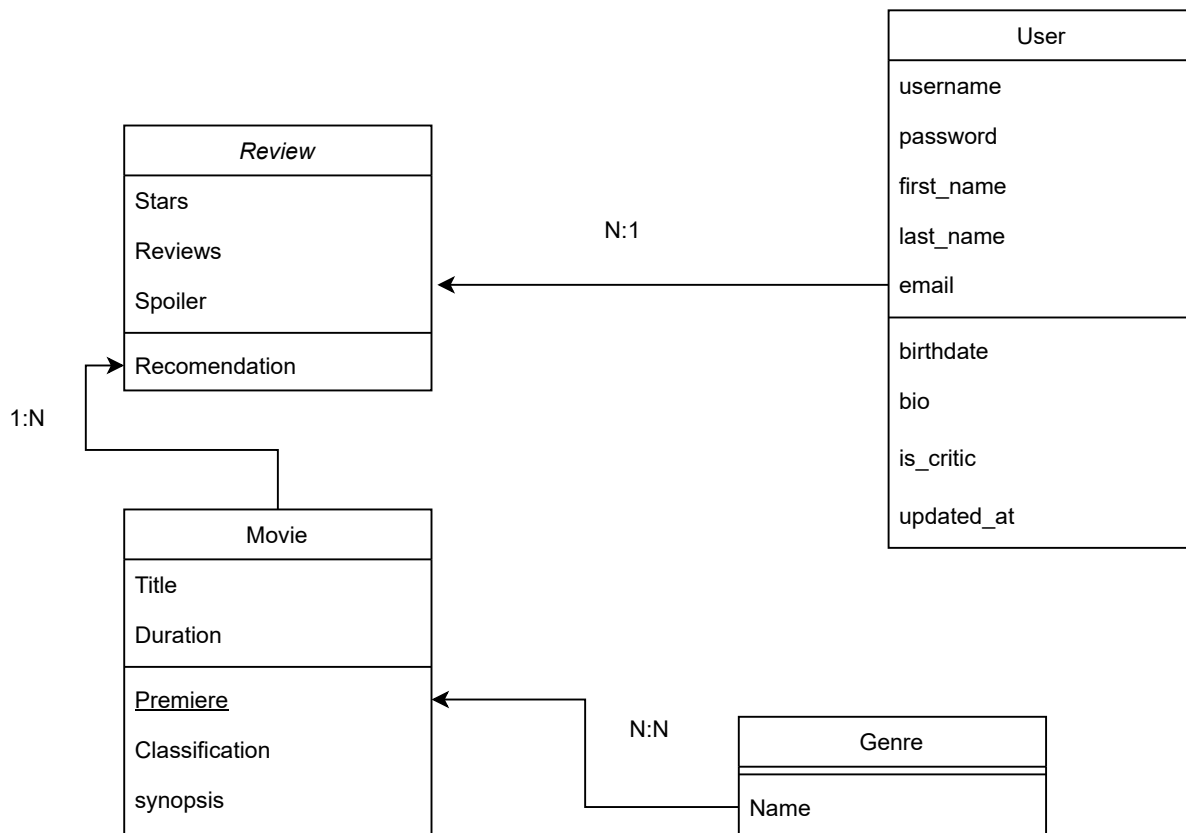 User
username
password
first_name
last_name
email
birthdate
bio
is_critic
updated_at
Review
Stars
Reviews
Spoiler
Recomendation
N:1
1:N
Movie
Title
Duration
Premiere
Classification
synopsis
N:N
Genre
Name